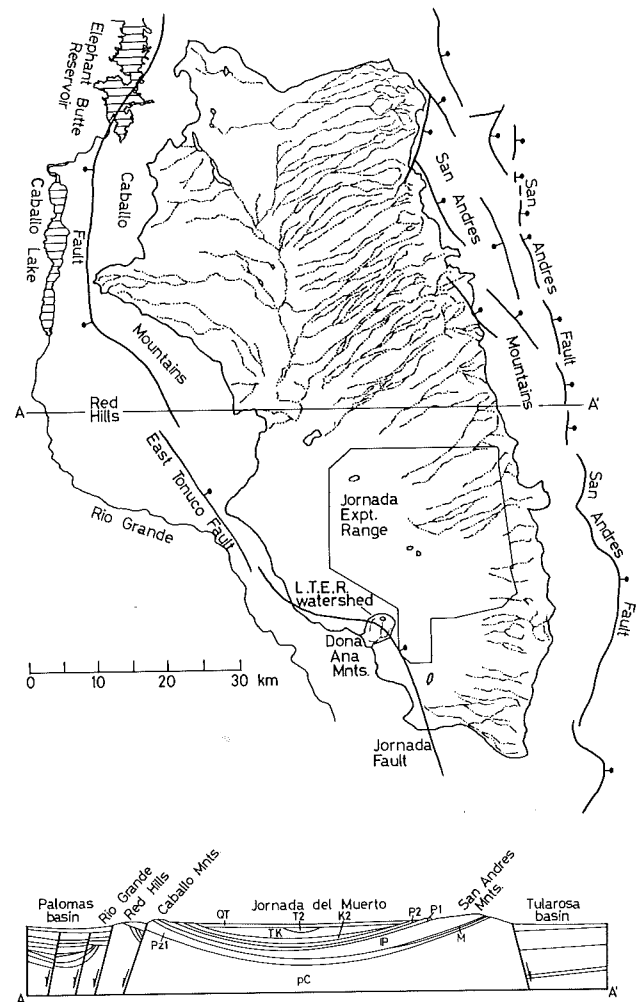 Elephant Butte
Reservoir
Caballo Lake
Fault
Caballo
Mountains
San Andres
Mountains
San Andres Fault
A
Red
Hills
A'
East Tonuco Fault
Rio Grande
Jornada
Expt.
Range
San Andres
Fault
L.T.E.R.
watershed
Dona
Ana
Mnts.
0 10 20 30 km
Jornada
Fault
Palomas
basin
Rio Grande
Red Hills
Caballo Mnts.
Jornada del Muerto
San Andres
Mnts.
Tularosa
basin
QT
T2
K2
P2
P1
TK
Pz1
IP
M
pC
A
A'